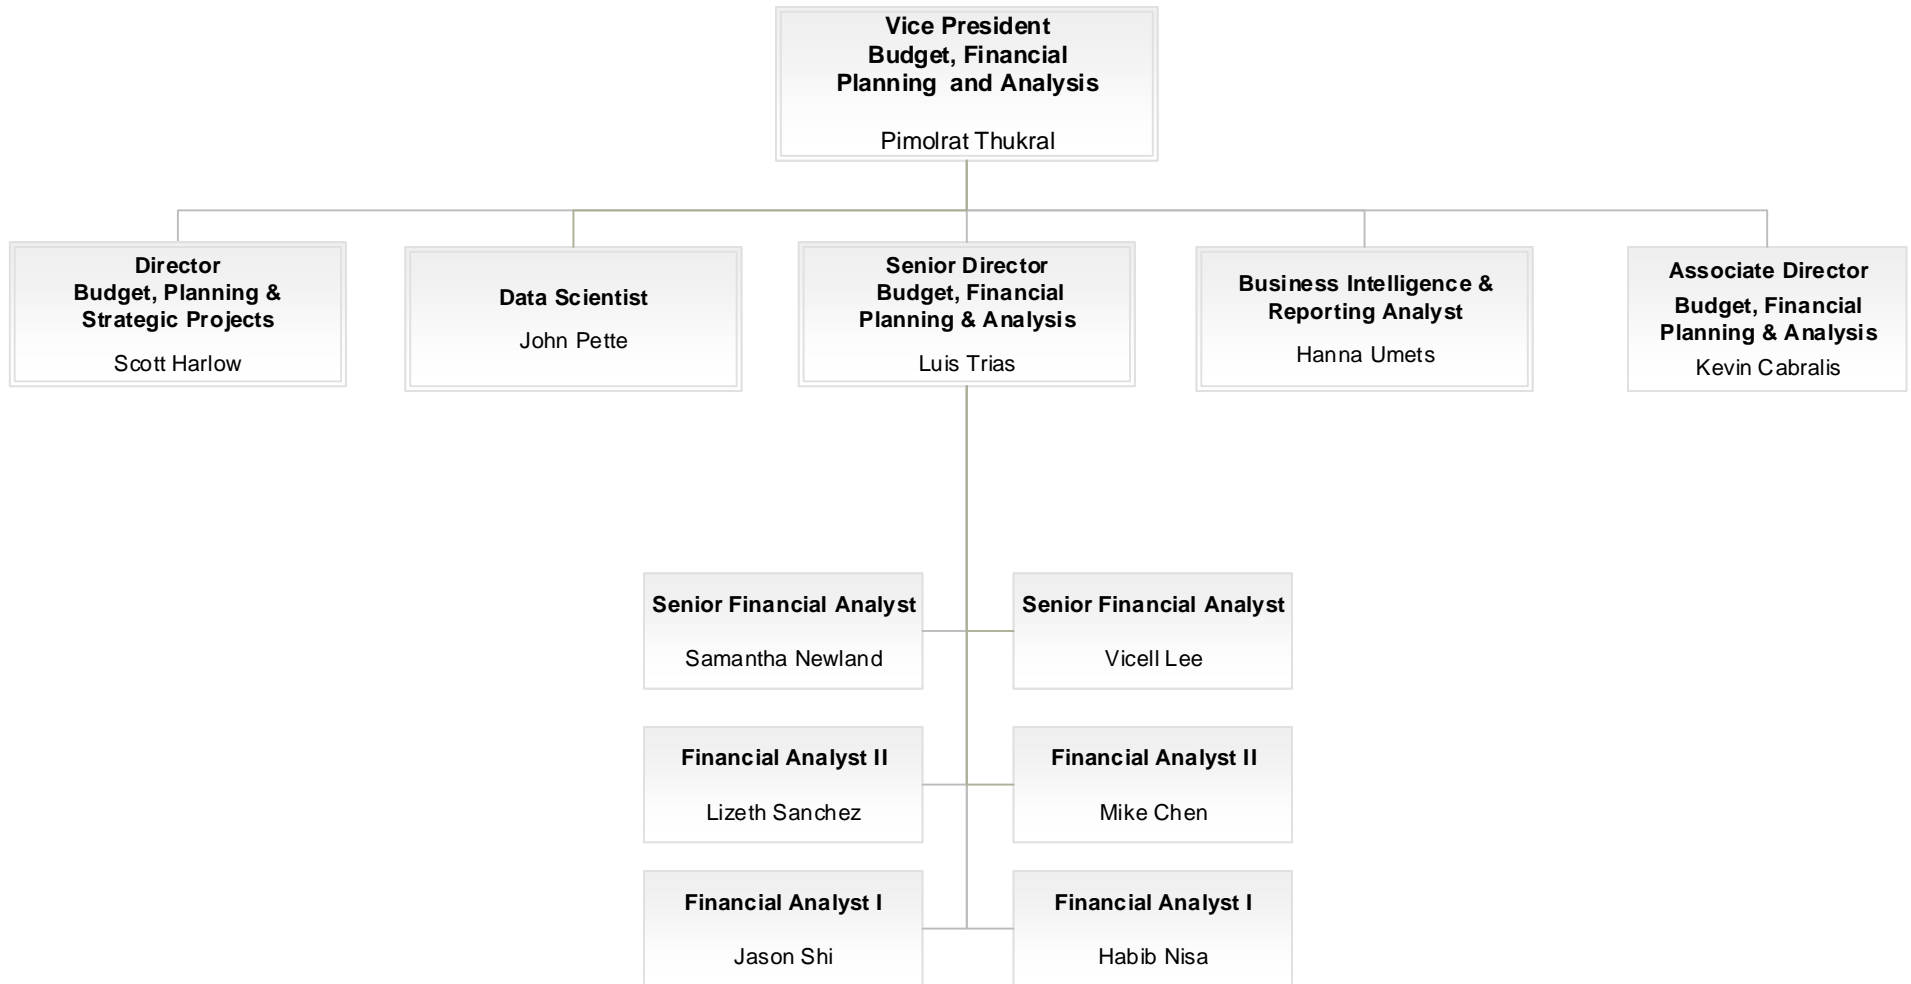 Vice President
Budget, Financial
Planning and Analysis
Pimolrat Thukral
Director
Budget, Planning &
Strategic Projects
Scott Harlow
Data Scientist
John Pette
Senior Director
Budget, Financial
Planning & Analysis
Luis Trias
Business Intelligence &
Reporting Analyst
Hanna Umets
Associate Director
Budget, Financial
Planning & Analysis
Kevin Cabralis
Senior Financial Analyst
Samantha Newland
Senior Financial Analyst
Vicell Lee
Financial Analyst II
Lizeth Sanchez
Financial Analyst II
Mike Chen
Financial Analyst I
Jason Shi
Financial Analyst I
Habib Nisa